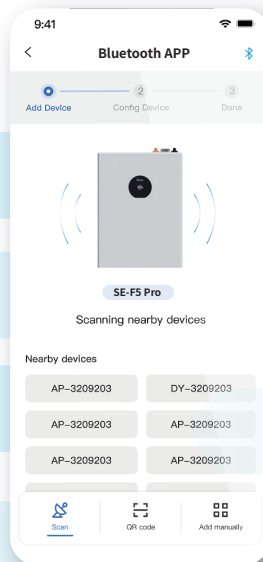 9:41
Bluetooth APP
1 2 3
Add Device Config Device Done
SE-F5 Pro
Scanning nearby devices
Nearby devices
AP-3209203 DY-3209203
AP-3209203 AP-3209203
AP-3209203 AP-3209203
Scan QR code Add manually